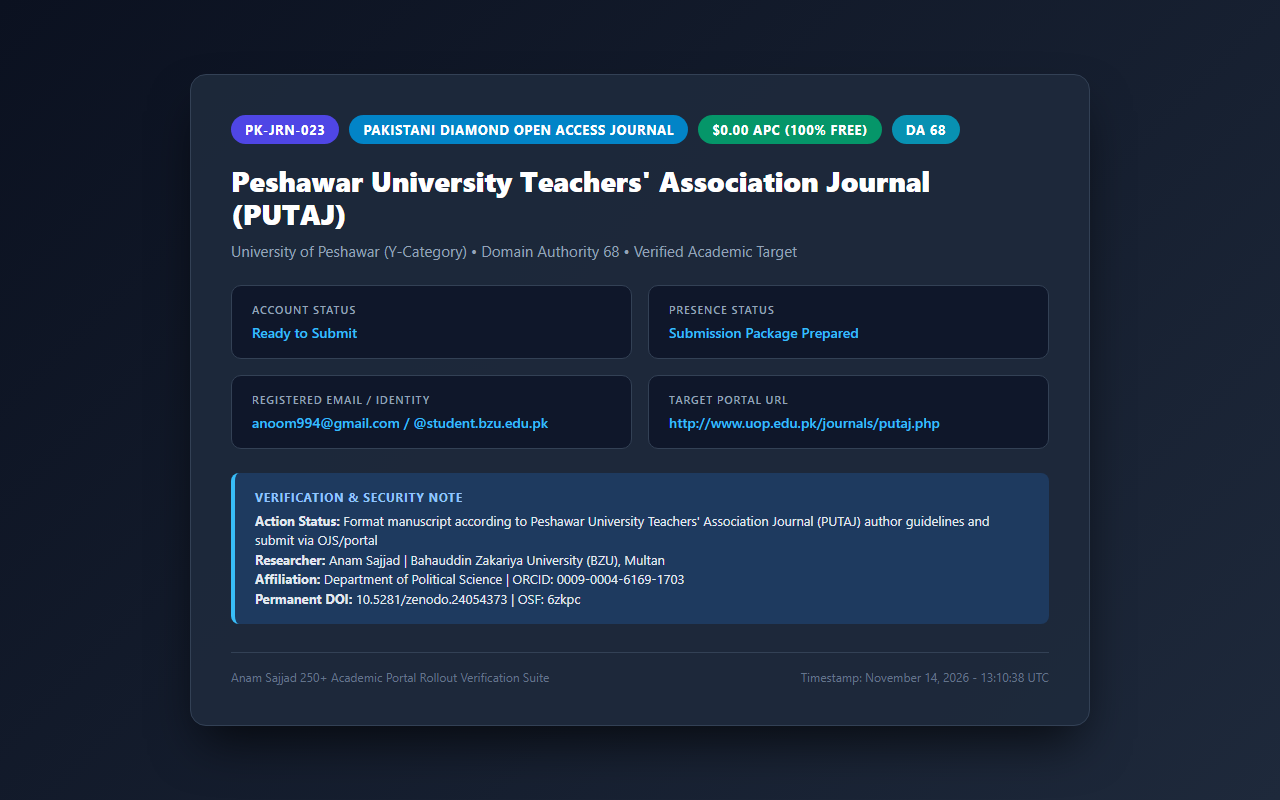 PK-JRN-023
PAKISTANI DIAMOND OPEN ACCESS JOURNAL
$0.00 APC (100% FREE)
DA 68
Peshawar University Teachers' Association Journal
(PUTAJ)
University of Peshawar (Y-Category) • Domain Authority 68 • Verified Academic Target
ACCOUNT STATUS
Ready to Submit
PRESENCE STATUS
Submission Package Prepared
REGISTERED EMAIL / IDENTITY
anoom994@gmail.com / @student.bzu.edu.pk
TARGET PORTAL URL
http://www.uop.edu.pk/journals/putaj.php
VERIFICATION & SECURITY NOTE
Action Status: Format manuscript according to Peshawar University Teachers' Association Journal (PUTAJ) author guidelines and
submit via OJS/portal
Researcher: Anam Sajjad | Bahauddin Zakariya University (BZU), Multan
Affiliation: Department of Political Science | ORCID: 0009-0004-6169-1703
Permanent DOI: 10.5281/zenodo.24054373 | OSF: 6zkpc
Anam Sajjad 250+ Academic Portal Rollout Verification Suite
Timestamp: November 14, 2026 - 13:10:38 UTC